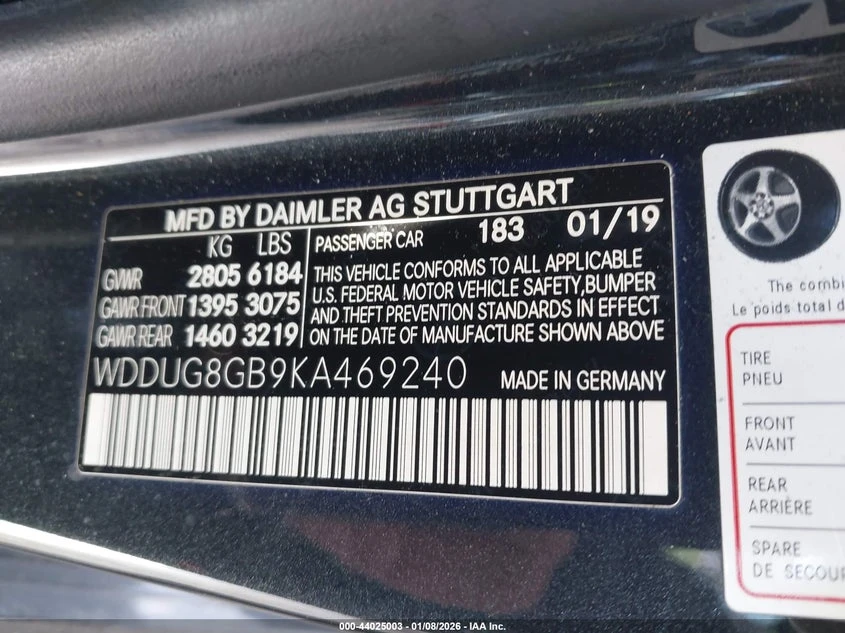 MFD BY DAIMLER AG STUTTGART
KG LBS PASSENGER CAR 183 01/19
GVWR 2805 6184
GAWR FRONT 1395 3075
GAWR REAR 1460 3219
THIS VEHICLE CONFORMS TO ALL APPLICABLE
U.S. FEDERAL MOTOR VEHICLE SAFETY, BUMPER
AND THEFT PREVENTION STANDARDS IN EFFECT
ON THE DATE OF MANUFACTURE SHOWN ABOVE
WDDUG8GB9KA469240 MADE IN GERMANY
The combi
Le poids total d
TIRE
PNEU
FRONT
AVANT
REAR
ARRIÈRE
SPARE
DE SECOUR
000-44025003 - 01/08/2026 - IAA Inc.